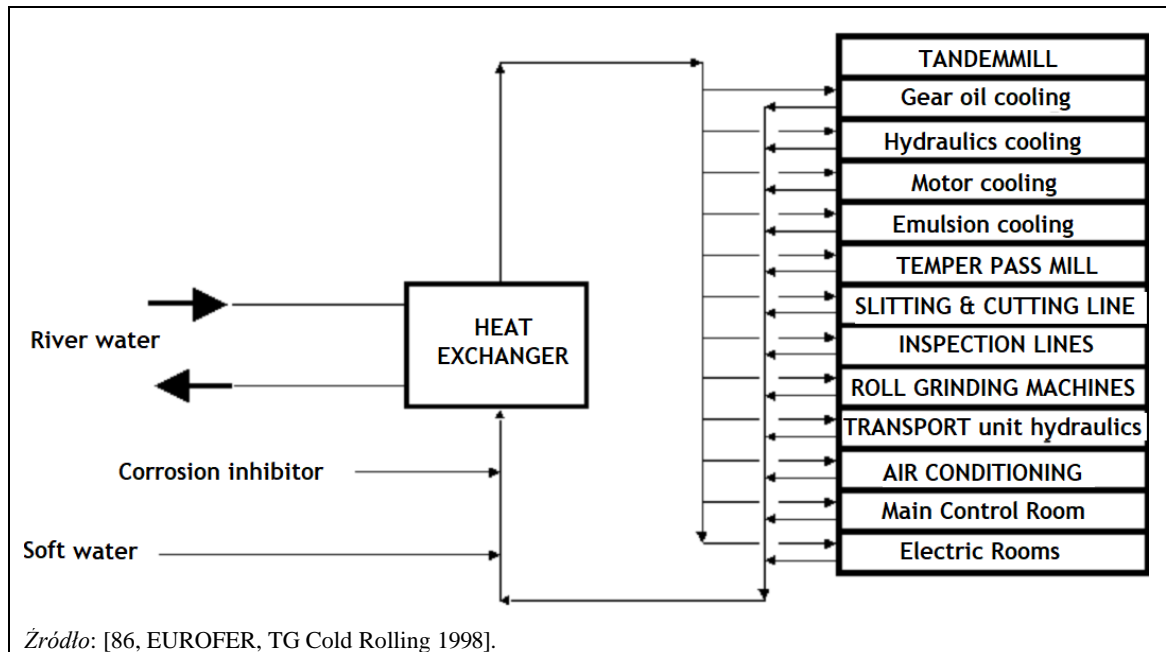 TANDEMMILL
Gear oil cooling
Hydraulics cooling
Motor cooling
Emulsion cooling
TEMPER PASS MILL
SLITTING & CUTTING LINE
INSPECTION LINES
ROLL GRINDING MACHINES
TRANSPORT unit hydraulics
AIR CONDITIONING
Main Control Room
Electric Rooms
HEAT
EXCHANGER
River water
Corrosion inhibitor
Soft water
Źródło: [86, EUROFER, TG Cold Rolling 1998].